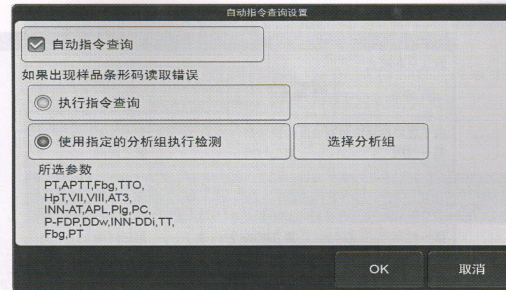 自动指令查询设置
自动指令查询
如果出现样品条形码读取错误
执行指令查询
使用指定的分析组执行检测
选择分析组
所选参数
PT,APTT,Fbg,TTO,
HpT,VII,VIII,AT3,
INN-AT,APL,Plg,PC,
P-FDP,DDw,INN-DDi,TT,
Fbg,PT
OK
取消